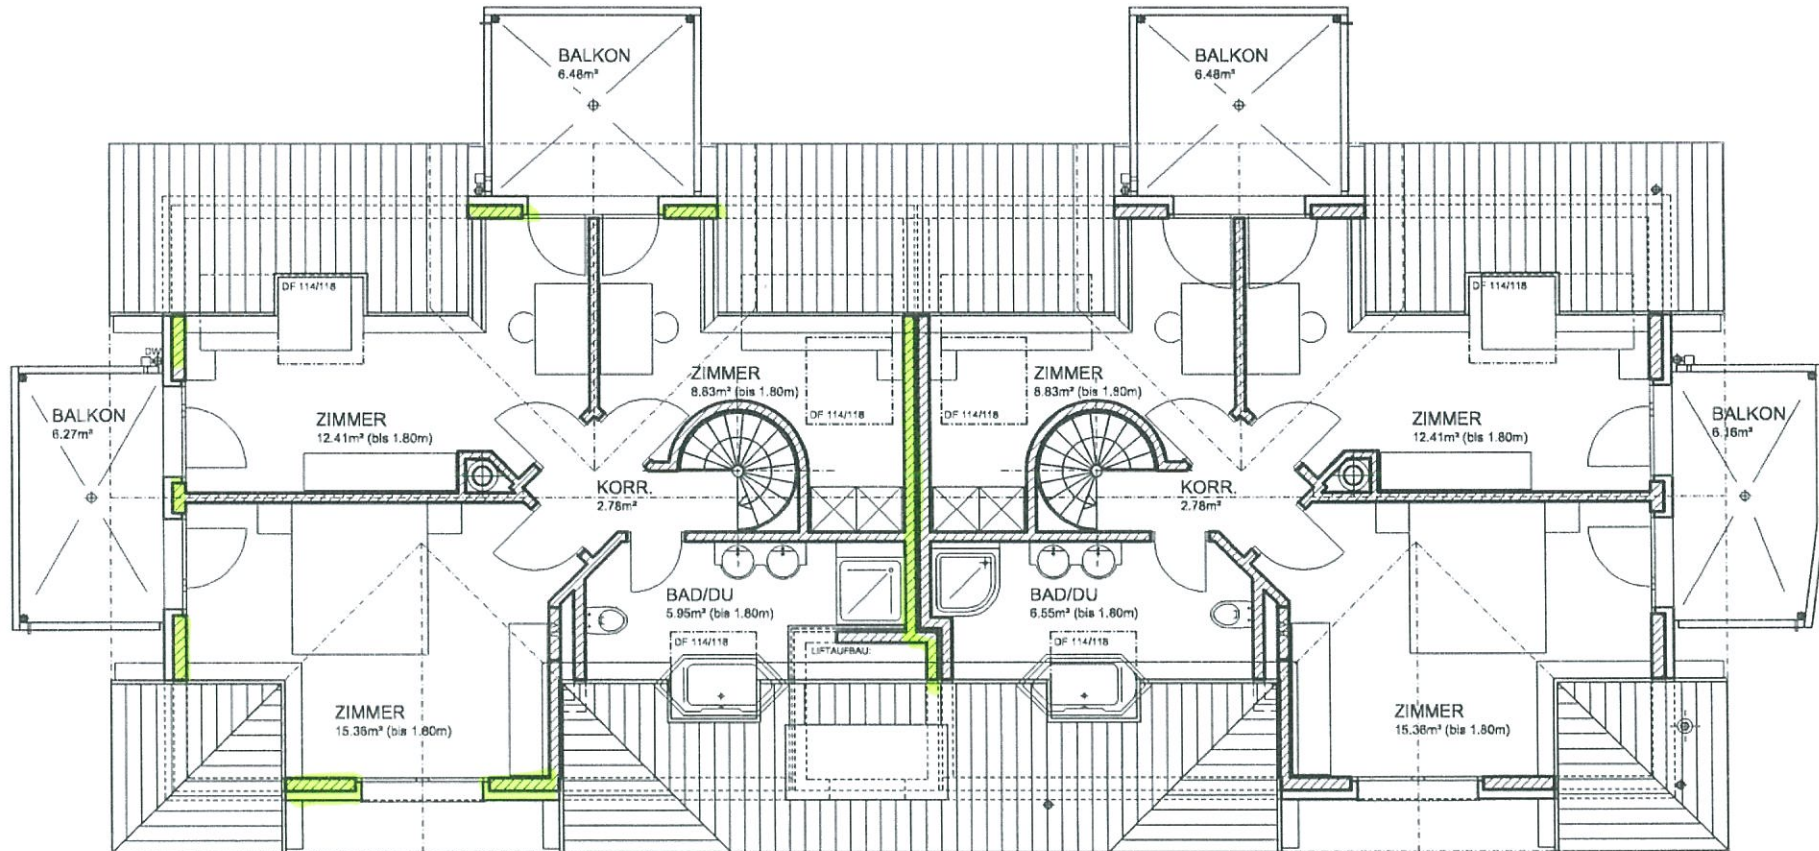 BALKON
6.48m²
BALKON
6.48m²
DF 114/118
DF 114/118
DW
ZIMMER
8.83m² (bis 1.80m)
ZIMMER
8.83m² (bis 1.80m)
BALKON
6.27m²
ZIMMER
12.41m² (bis 1.80m)
DF 114/118
DF 114/118
ZIMMER
12.41m² (bis 1.80m)
BALKON
6.16m²
KORR.
2.78m²
KORR.
2.78m²
BAD/DU
5.95m² (bis 1.80m)
BAD/DU
6.55m² (bis 1.80m)
DF 114/118
LIFTAUFBAU:
DF 114/118
ZIMMER
15.36m² (bis 1.80m)
ZIMMER
15.36m² (bis 1.80m)